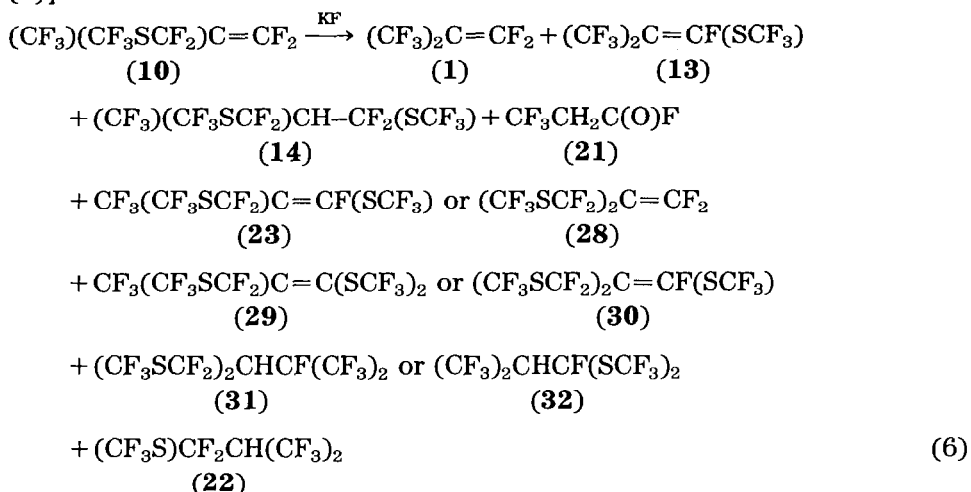 (CF₃)(CF₃SCF₂)C=CF₂ —KF→ (CF₃)₂C=CF₂ + (CF₃)₂C=CF(SCF₃)
(10) (1) (13)
+ (CF₃)(CF₃SCF₂)CH–CF₂(SCF₃) + CF₃CH₂C(O)F
(14) (21)
+ CF₃(CF₃SCF₂)C=CF(SCF₃) or (CF₃SCF₂)₂C=CF₂
(23) (28)
+ CF₃(CF₃SCF₂)C=C(SCF₃)₂ or (CF₃SCF₂)₂C=CF(SCF₃)
(29) (30)
+ (CF₃SCF₂)₂CHCF(CF₃)₂ or (CF₃)₂CHCF(SCF₃)₂
(31) (32)
+ (CF₃S)CF₂CH(CF₃)₂ (6)
(22)